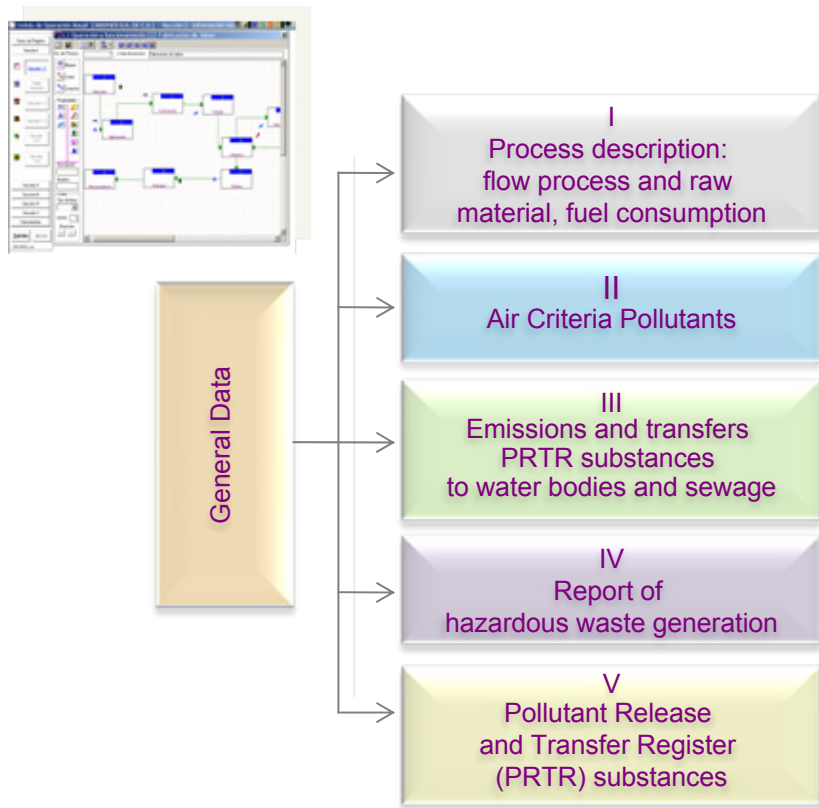 General Data
I
Process description:
flow process and raw
material, fuel consumption
II
Air Criteria Pollutants
III
Emissions and transfers
PRTR substances
to water bodies and sewage
IV
Report of
hazardous waste generation
V
Pollutant Release
and Transfer Register
(PRTR) substances